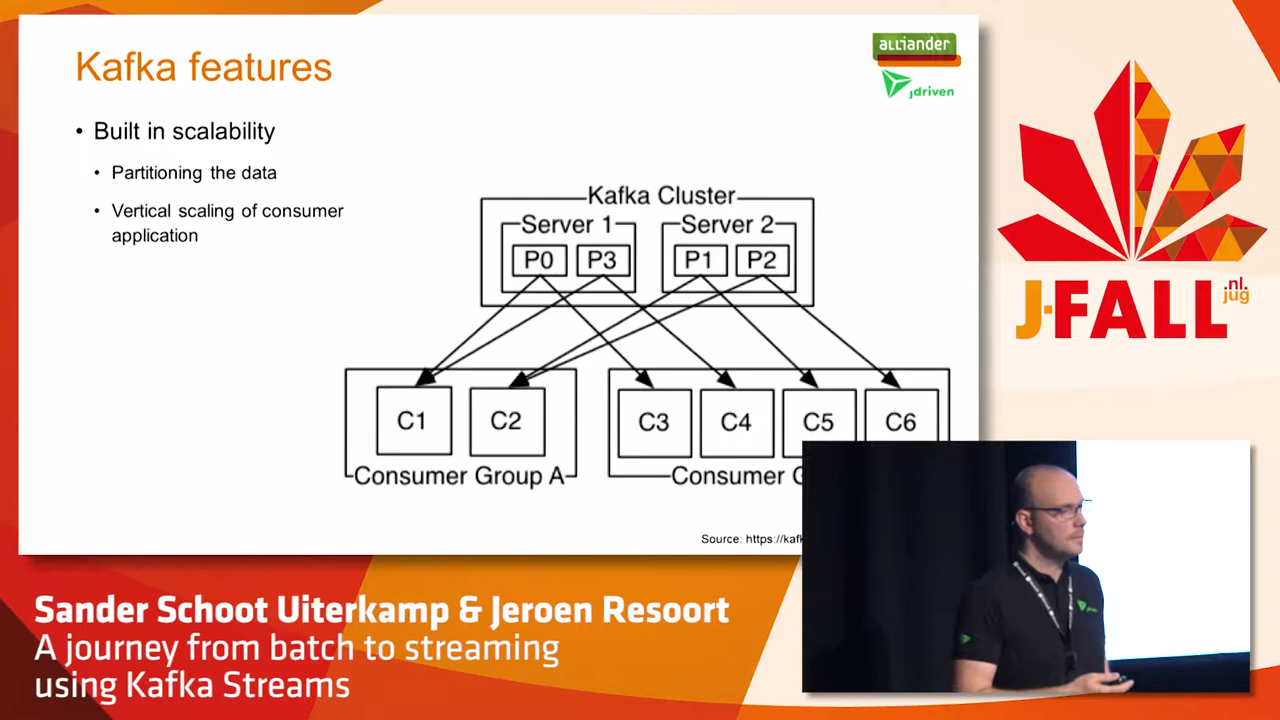 Kafka features
alliander
jdriven
• Built in scalability
• Partitioning the data
• Vertical scaling of consumer
application
Kafka Cluster
Server 1
Server 2
P0
P3
P1
P2
C1
C2
C3
C4
C5
C6
Consumer Group A
Consumer
Source:
J-FALL
.nl.
jug
jdriven
Sander Schoot Uiterkamp & Jeroen Resoort
A journey from batch to streaming
using Kafka Streams